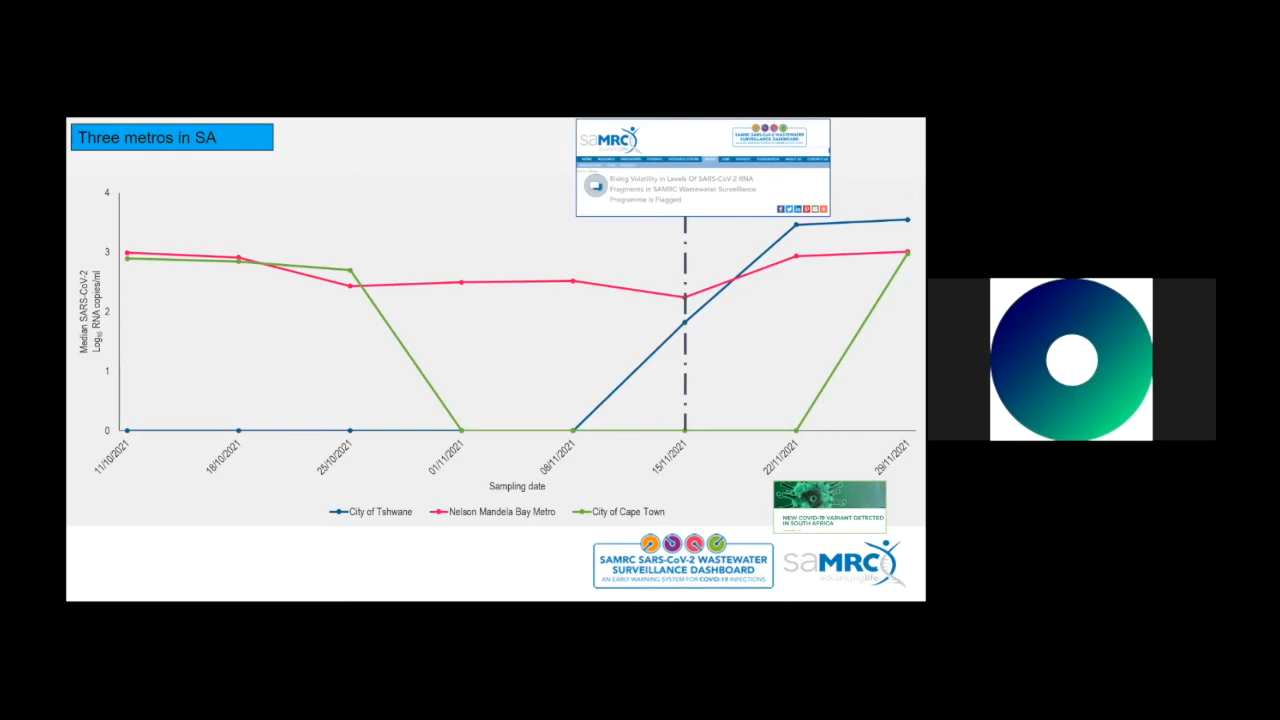 Three metros in SA
saMRC
advancing life
SAMRC SARS-CoV-2 WASTEWATER
SURVEILLANCE DASHBOARD
Rising Volatility in Levels Of SARS-CoV-2 RNA
Fragments in SAMRC Wastewater Surveillance
Programme is Flagged
Median SARS-CoV-2
Log10 RNA copies/ml
4
3
2
1
0
11/10/2021
18/10/2021
25/10/2021
01/11/2021
08/11/2021
15/11/2021
22/11/2021
29/11/2021
Sampling date
City of Tshwane
Nelson Mandela Bay Metro
City of Cape Town
NEW COVID-19 VARIANT DETECTED
IN SOUTH AFRICA
SAMRC SARS-CoV-2 WASTEWATER
SURVEILLANCE DASHBOARD
AN EARLY WARNING SYSTEM FOR COVID-19 INFECTIONS
saMRC
advancing life